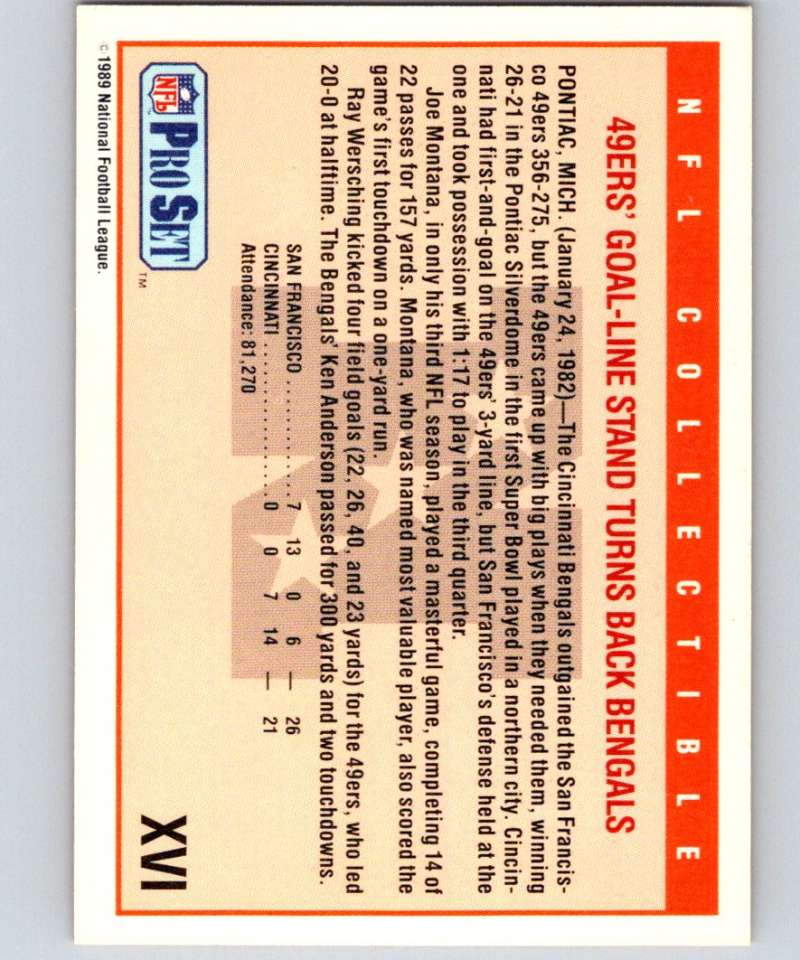 NFL COLLECTIBLE
49ERS' GOAL-LINE STAND TURNS BACK BENGALS
PONTIAC, MICH. (January 24, 1982)—The Cincinnati Bengals outgained the San Francis-
co 49ers 356-275, but the 49ers came up with big plays when they needed them, winning
26-21 in the Pontiac Silverdome in the first Super Bowl played in a northern city. Cincin-
nati had first-and-goal on the 49ers' 3-yard line, but San Francisco's defense held at the
one and took possession with 1:17 to play in the third quarter.
Joe Montana, in only his third NFL season, played a masterful game, completing 14 of
22 passes for 157 yards. Montana, who was named most valuable player, also scored the
game's first touchdown on a one-yard run.
Ray Wersching kicked four field goals (22, 26, 40, and 23 yards) for the 49ers, who led
20-0 at halftime. The Bengals' Ken Anderson passed for 300 yards and two touchdowns.
SAN FRANCISCO ............... 7 13 0 6 — 26
CINCINNATI .................. 0 0 7 14 — 21
Attendance: 81,270
NFL PRO SET ™
XVI
© 1989 National Football League.